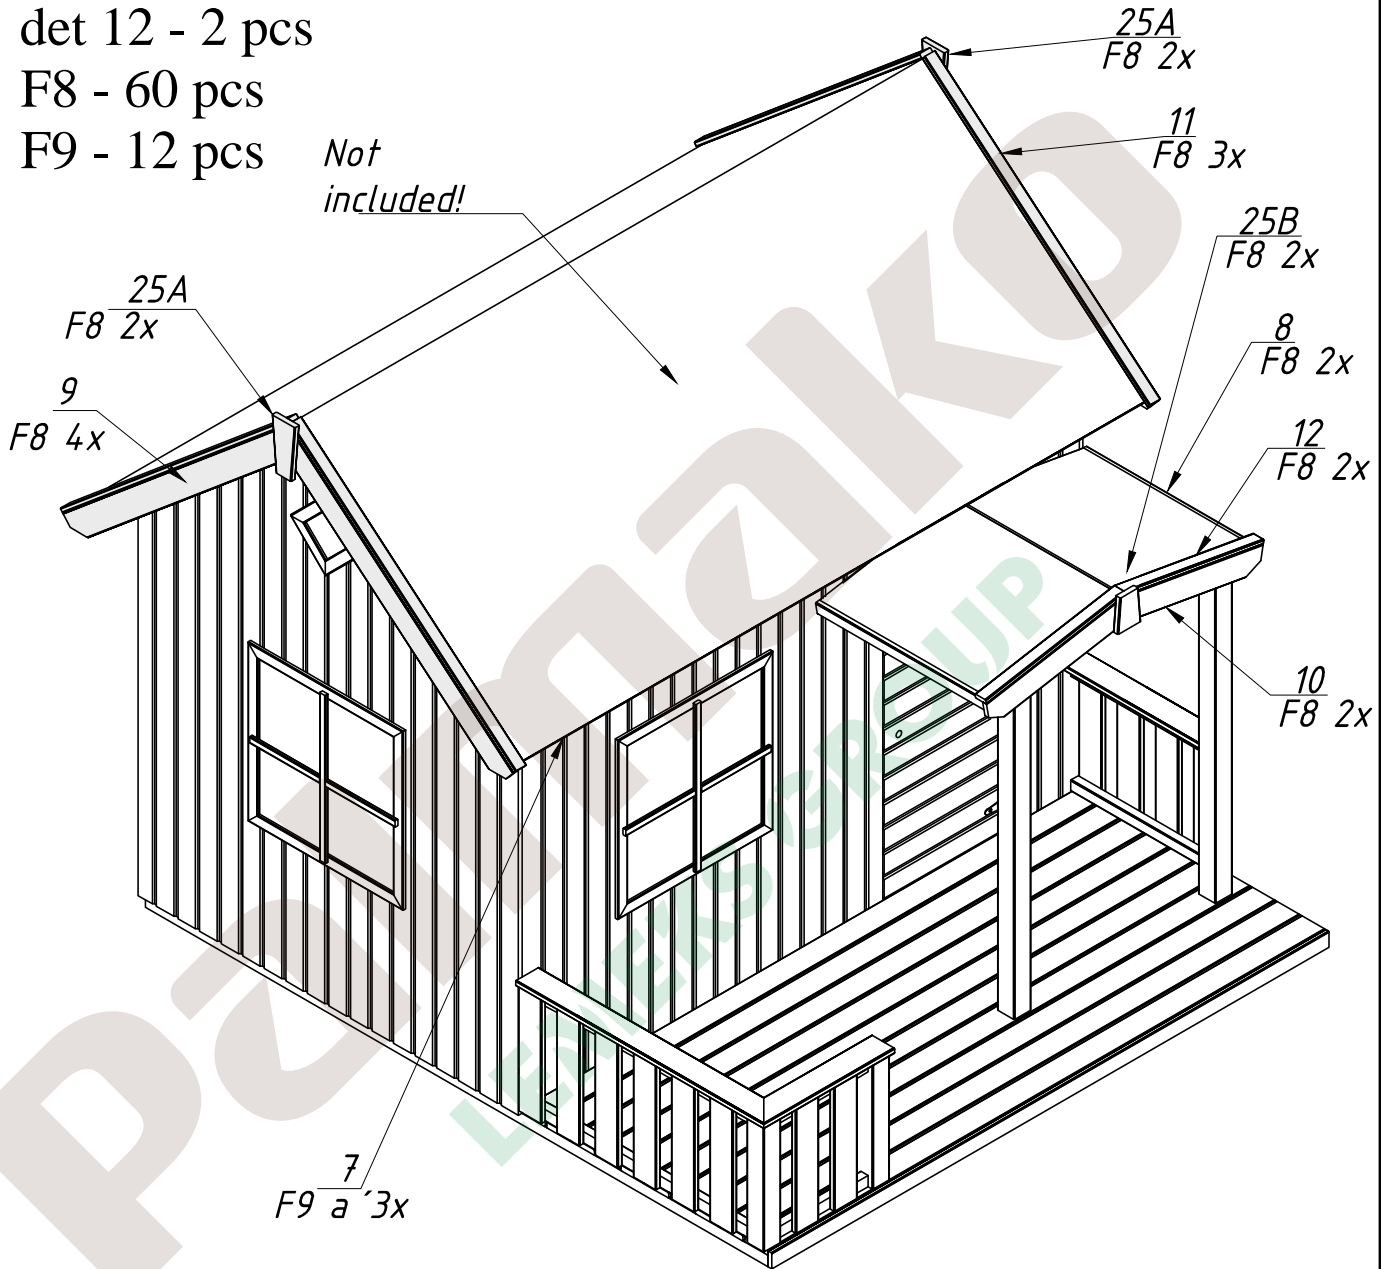 det 12 - 2 pcs
F8 - 60 pcs
F9 - 12 pcs
Not
included!
25A
F8 2x
11
F8 3x
25B
F8 2x
25A
F8 2x
8
F8 2x
9
F8 4x
12
F8 2x
10
F8 2x
7
F9 a ´3x
Palmako
LEMEKS GROUP